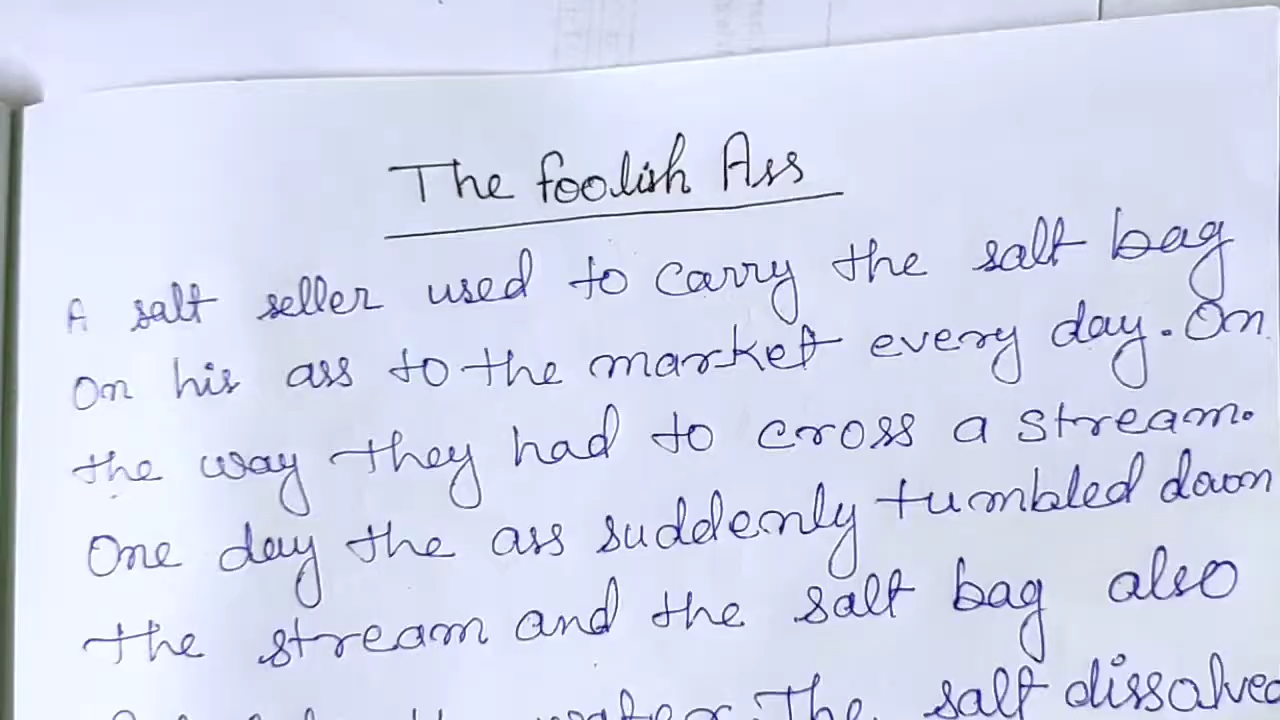 The foolish Ass
A salt seller used to carry the salt bag
On his ass to the market every day. On
the way they had to cross a stream.
One day the ass suddenly tumbled down
the stream and the salt bag also
water. The salt dissolved